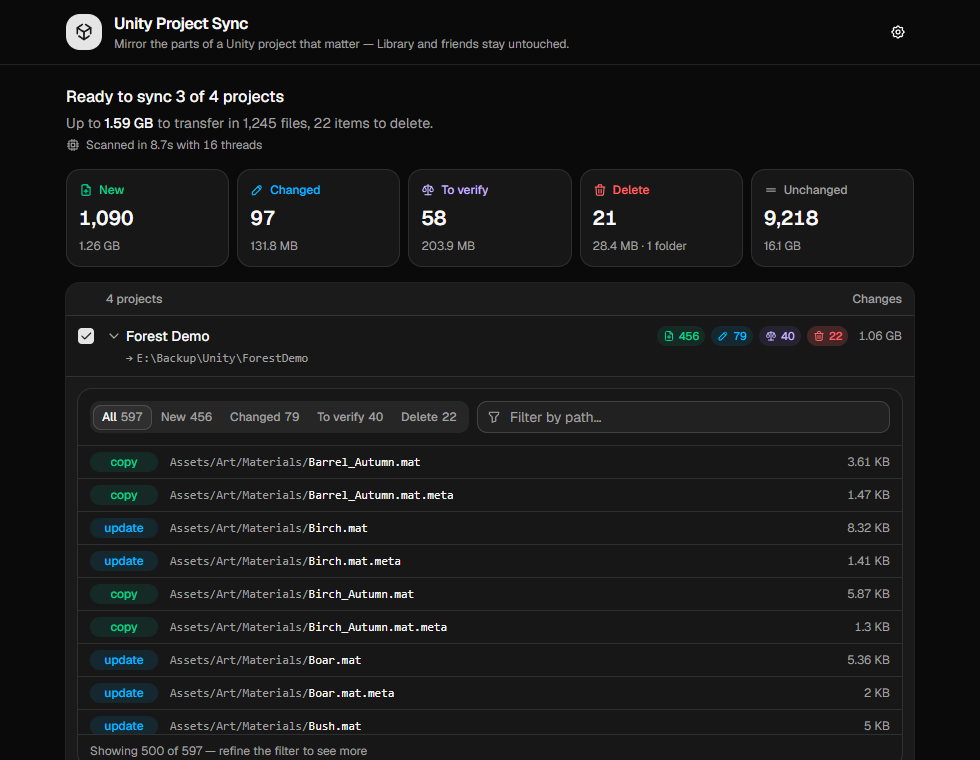 Unity Project Sync
Mirror the parts of a Unity project that matter — Library and friends stay untouched.
Ready to sync 3 of 4 projects
Up to 1.59 GB to transfer in 1,245 files, 22 items to delete.
Scanned in 8.7s with 16 threads
New
1,090
1.26 GB
Changed
97
131.8 MB
To verify
58
203.9 MB
Delete
21
28.4 MB · 1 folder
Unchanged
9,218
16.1 GB
4 projects Changes
Forest Demo 456 79 40 22 1.06 GB
→ E:\Backup\Unity\ForestDemo
All 597 New 456 Changed 79 To verify 40 Delete 22 Filter by path...
copy Assets/Art/Materials/Barrel_Autumn.mat 3.61 KB
copy Assets/Art/Materials/Barrel_Autumn.mat.meta 1.47 KB
update Assets/Art/Materials/Birch.mat 8.32 KB
update Assets/Art/Materials/Birch.mat.meta 1.41 KB
copy Assets/Art/Materials/Birch_Autumn.mat 5.87 KB
copy Assets/Art/Materials/Birch_Autumn.mat.meta 1.3 KB
update Assets/Art/Materials/Boar.mat 5.36 KB
update Assets/Art/Materials/Boar.mat.meta 2 KB
update Assets/Art/Materials/Bush.mat 5 KB
Showing 500 of 597 — refine the filter to see more